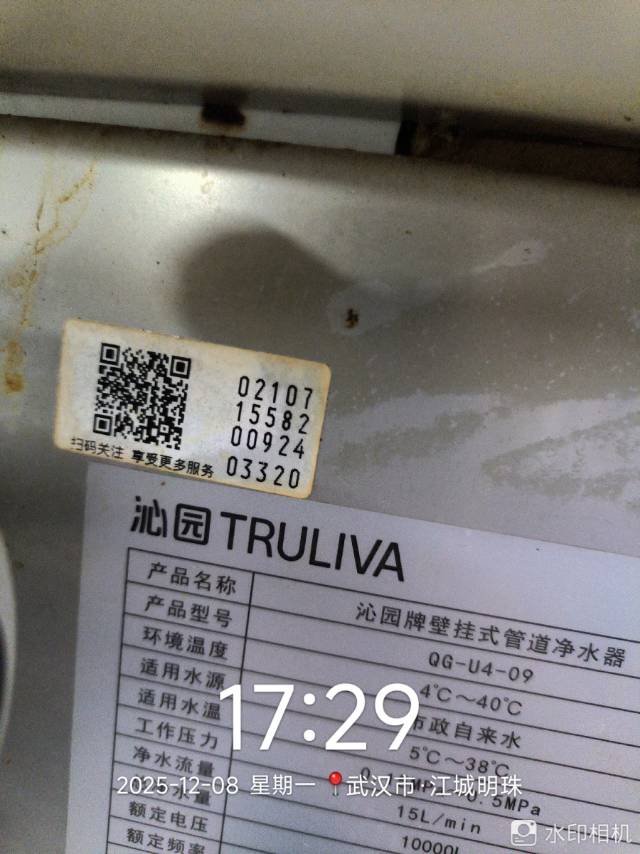 02107
15582
00924
03320
扫码关注 享受更多服务
沁园 TRULIVA
产品名称 沁园牌壁挂式管道净水器
产品型号 QG-U4-09
环境温度 4℃～40℃
适用水源 市政自来水
适用水温 5℃～38℃
工作压力 0.5MPa
净水流量 15L/min
水量 10000L
额定电压
额定频率
17:29
2025-12-08 星期一 武汉市·江城明珠
水印相机